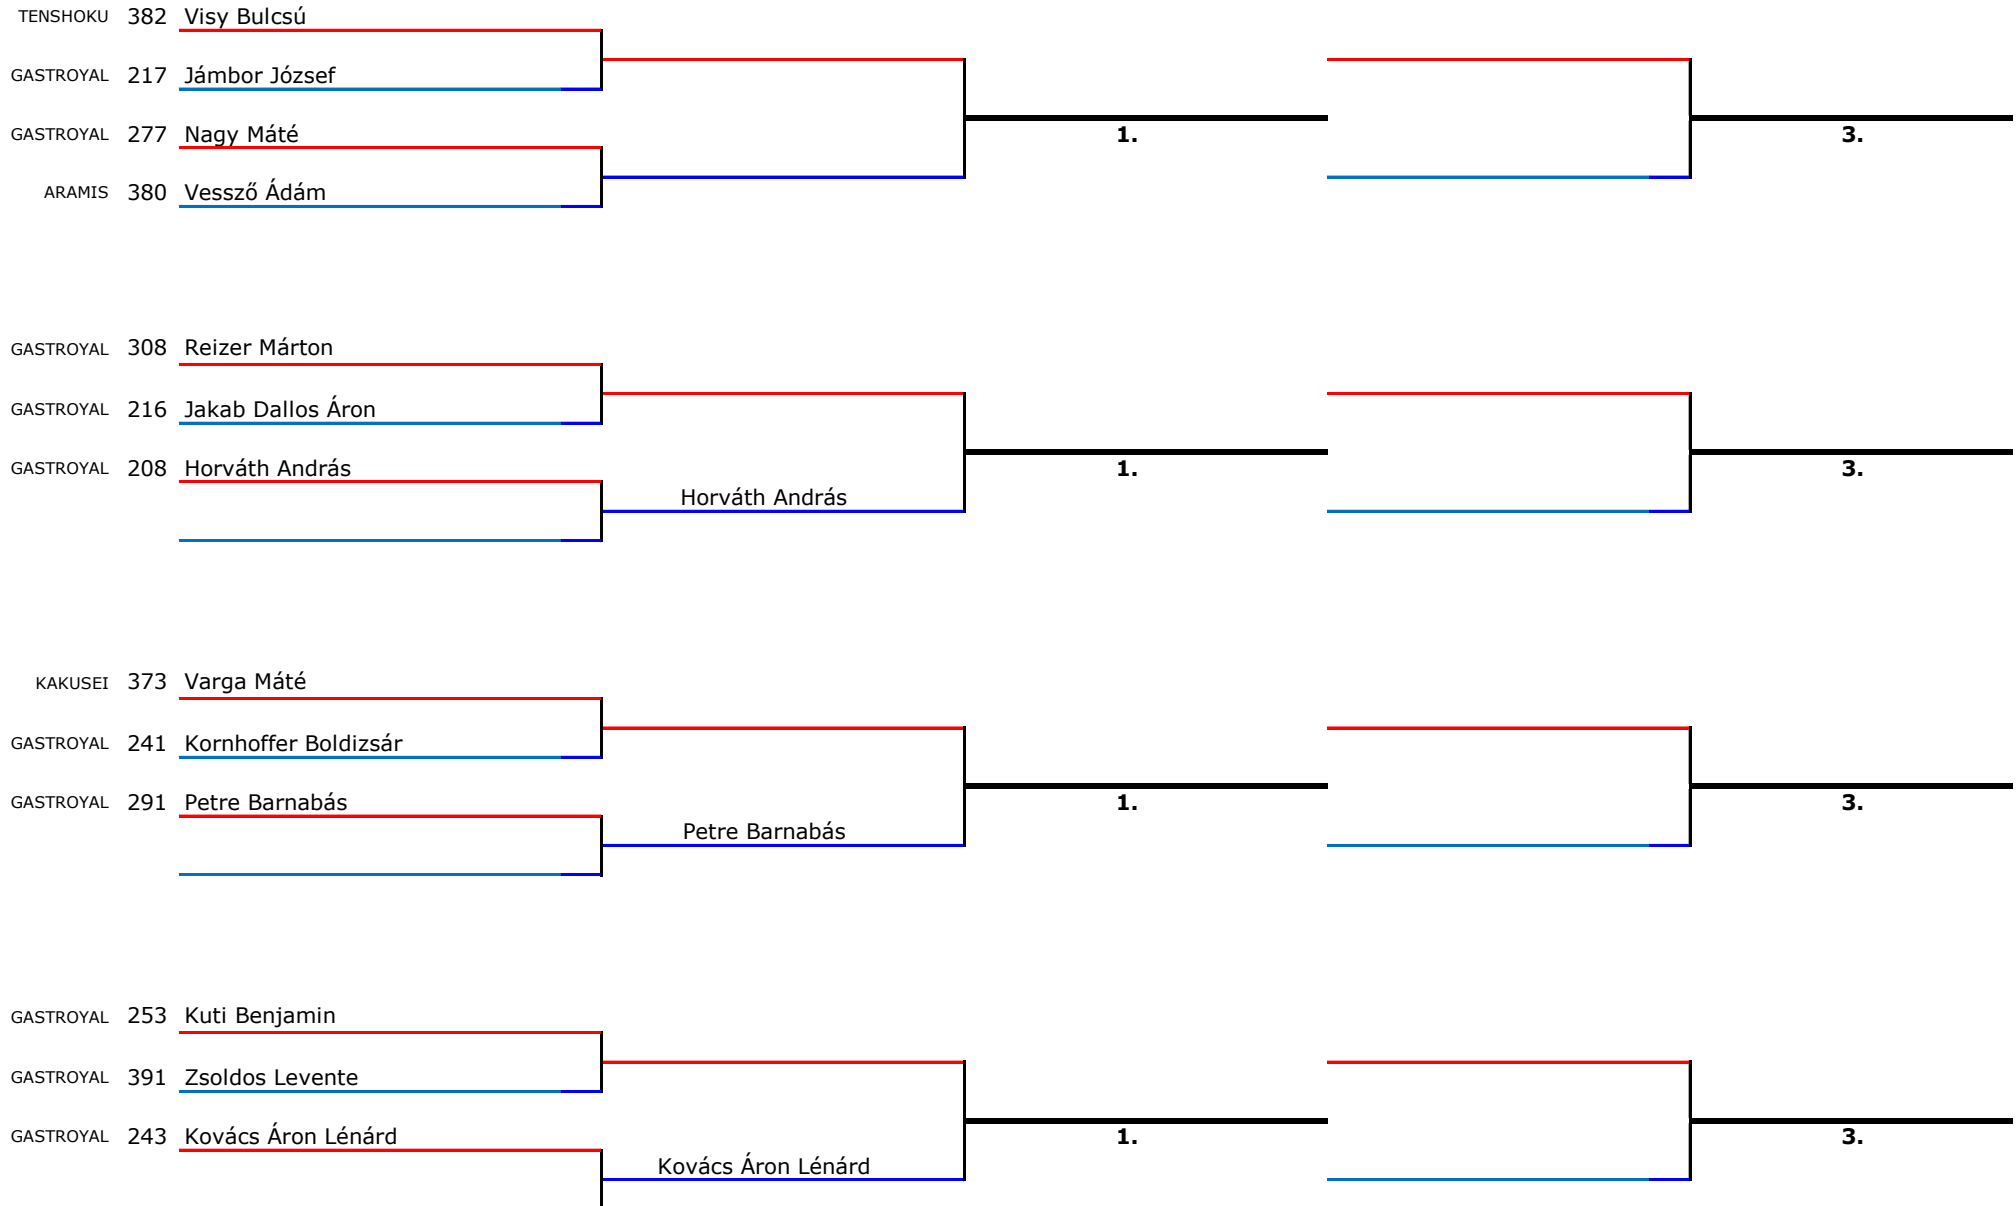 TENSHOKU 382 Visy Bulcsú
GASTROYAL 217 Jámbor József
GASTROYAL 277 Nagy Máté 1. 3.
ARAMIS 380 Vessző Ádám
GASTROYAL 308 Reizer Márton
GASTROYAL 216 Jakab Dallos Áron
GASTROYAL 208 Horváth András 1. 3.
Horváth András
KAKUSEI 373 Varga Máté
GASTROYAL 241 Kornhoffer Boldizsár
GASTROYAL 291 Petre Barnabás 1. 3.
Petre Barnabás
GASTROYAL 253 Kuti Benjamin
GASTROYAL 391 Zsoldos Levente
GASTROYAL 243 Kovács Áron Lénárd 1. 3.
Kovács Áron Lénárd